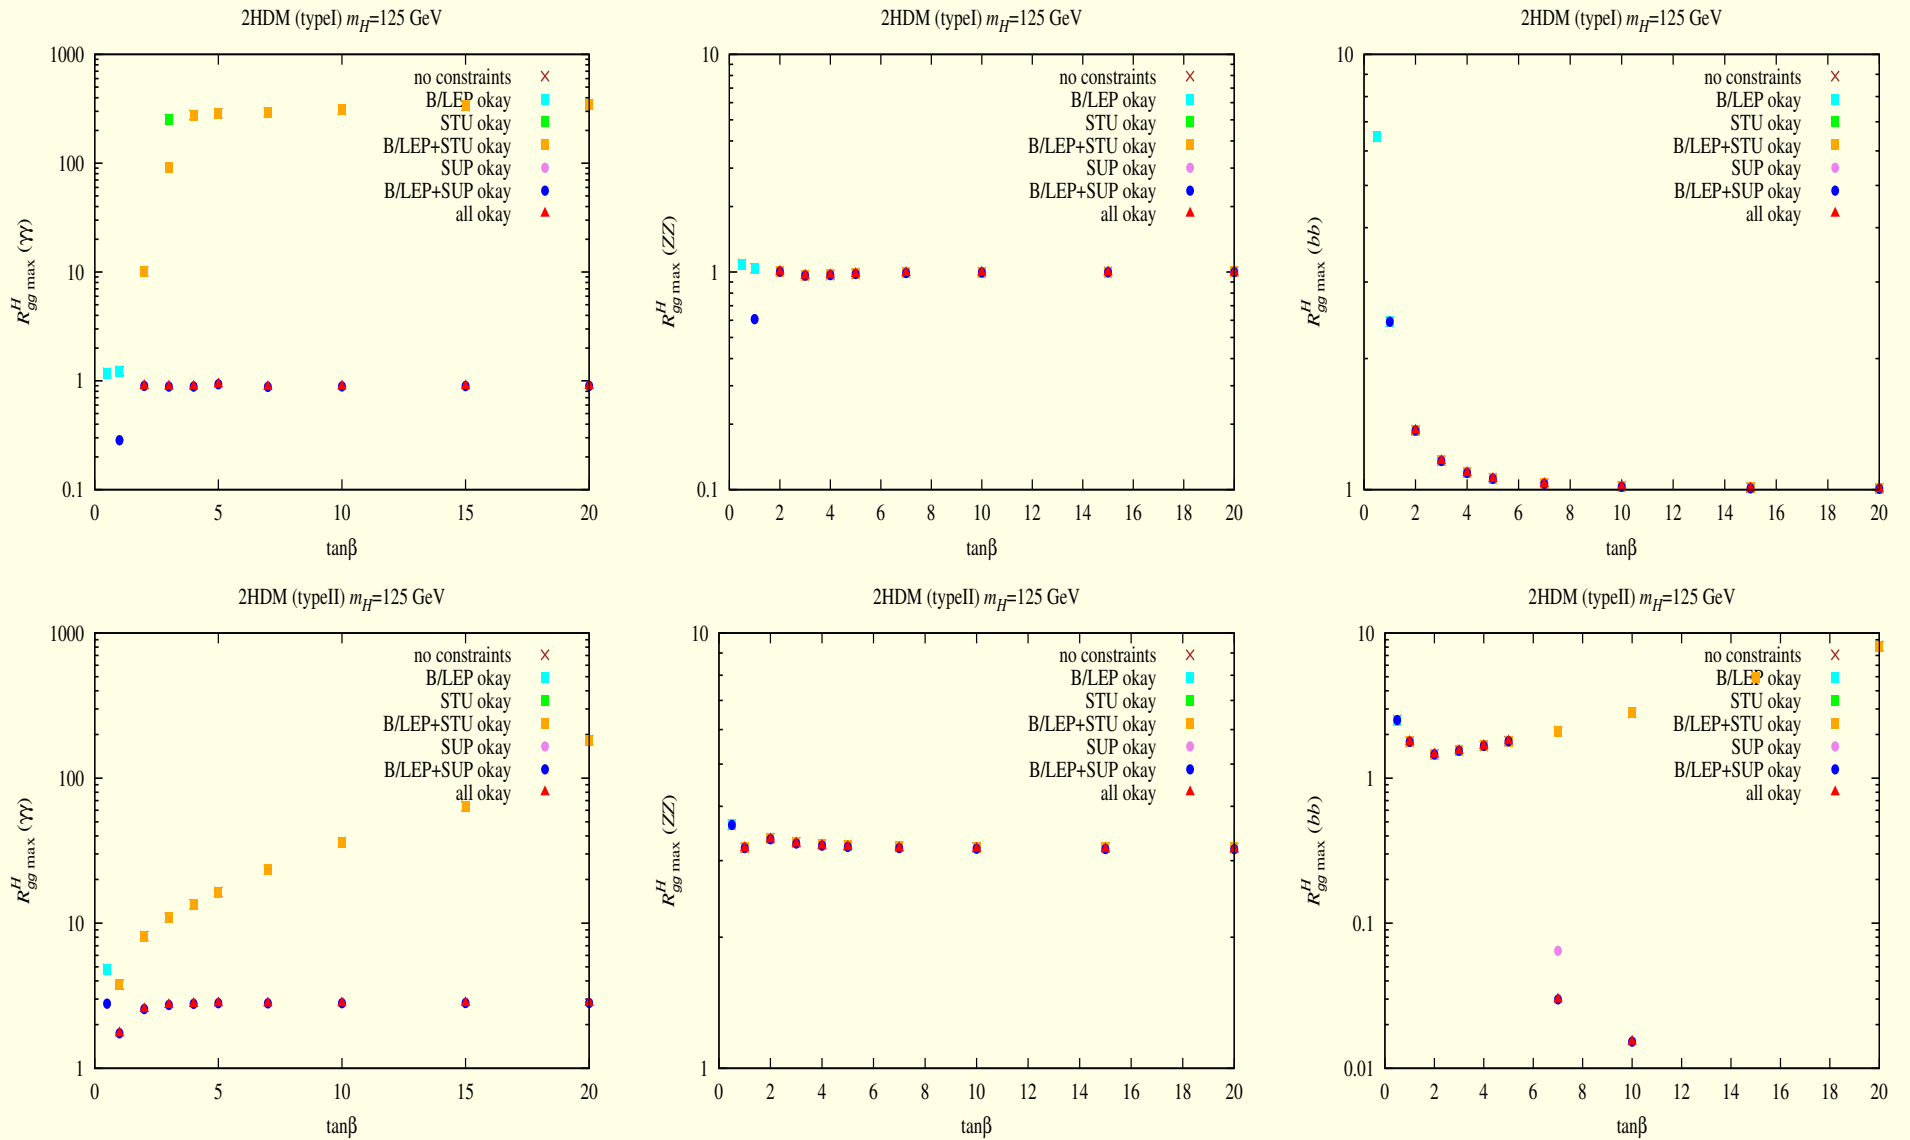 2HDM (typeI) m_H=125 GeV
1000
100
10
1
0.1
R^H_gg max (γγ)
no constraints
B/LEP okay
STU okay
B/LEP+STU okay
SUP okay
B/LEP+SUP okay
all okay
0 5 10 15 20
tanβ
2HDM (typeI) m_H=125 GeV
10
1
0.1
R^H_gg max (ZZ)
no constraints
B/LEP okay
STU okay
B/LEP+STU okay
SUP okay
B/LEP+SUP okay
all okay
0 2 4 6 8 10 12 14 16 18 20
tanβ
2HDM (typeI) m_H=125 GeV
10
1
R^H_gg max (bb)
no constraints
B/LEP okay
STU okay
B/LEP+STU okay
SUP okay
B/LEP+SUP okay
all okay
0 2 4 6 8 10 12 14 16 18 20
tanβ
2HDM (typeII) m_H=125 GeV
1000
100
10
1
R^H_gg max (γγ)
no constraints
B/LEP okay
STU okay
B/LEP+STU okay
SUP okay
B/LEP+SUP okay
all okay
0 5 10 15 20
tanβ
2HDM (typeII) m_H=125 GeV
10
1
R^H_gg max (ZZ)
no constraints
B/LEP okay
STU okay
B/LEP+STU okay
SUP okay
B/LEP+SUP okay
all okay
0 2 4 6 8 10 12 14 16 18 20
tanβ
2HDM (typeII) m_H=125 GeV
10
1
0.1
0.01
R^H_gg max (bb)
no constraints
B/LEP okay
STU okay
B/LEP+STU okay
SUP okay
B/LEP+SUP okay
all okay
0 2 4 6 8 10 12 14 16 18 20
tanβ